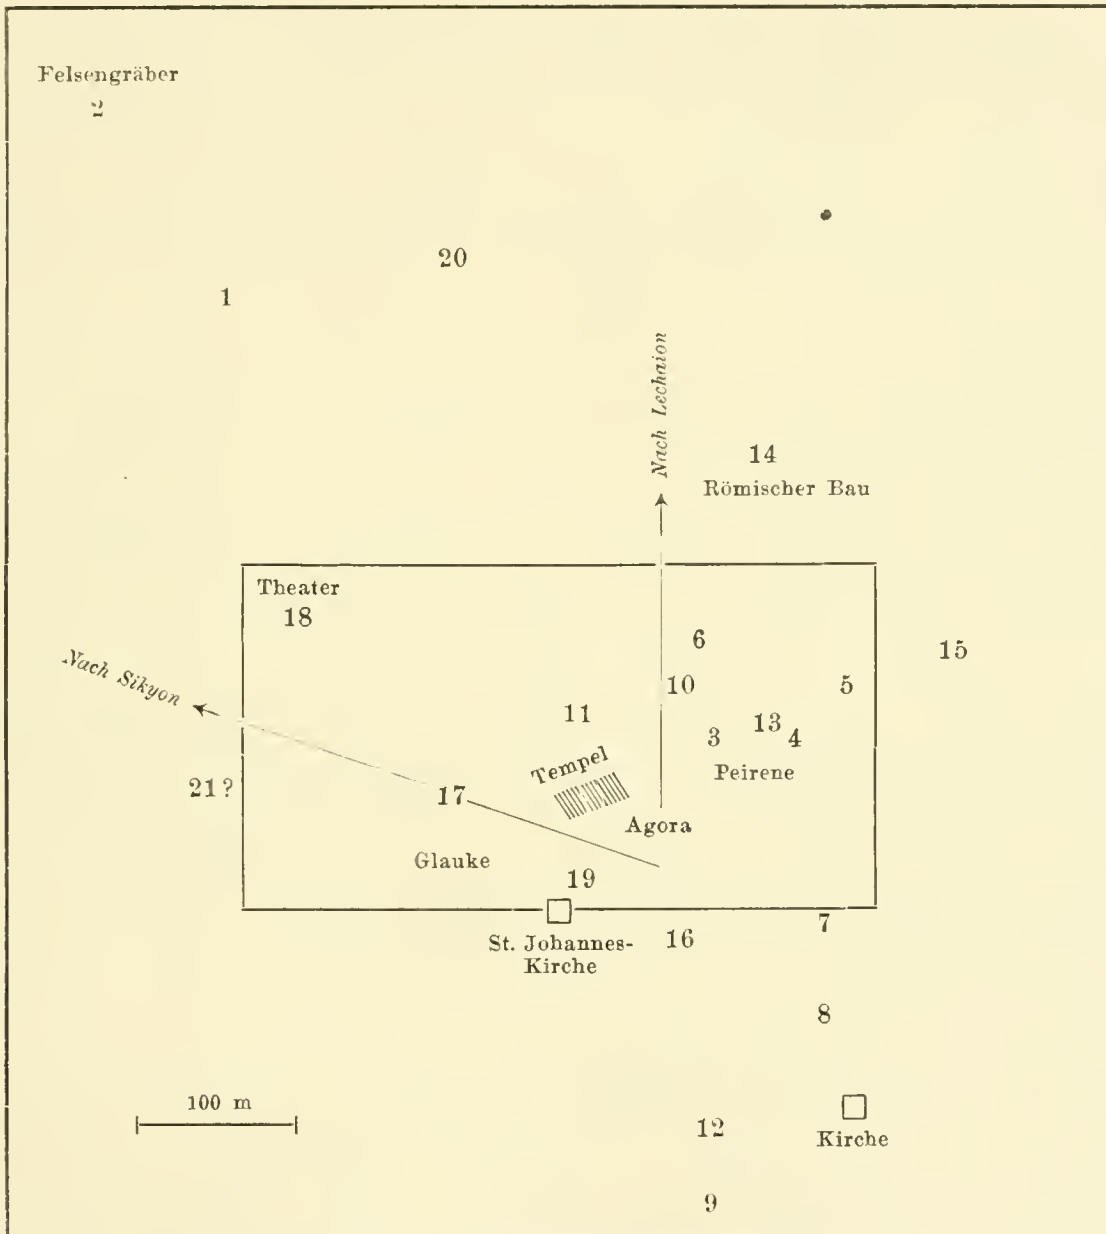 Felsengräber
2
20
1
Nach Lechaion
14
Römischer Bau
Theater
18
6
15
Nach Sikyon
10
5
11
13
3
4
Tempel
Peirene
21?
17
Agora
Glauke
19
7
St. Johannes-
Kirche
16
8
100 m
12
Kirche
9